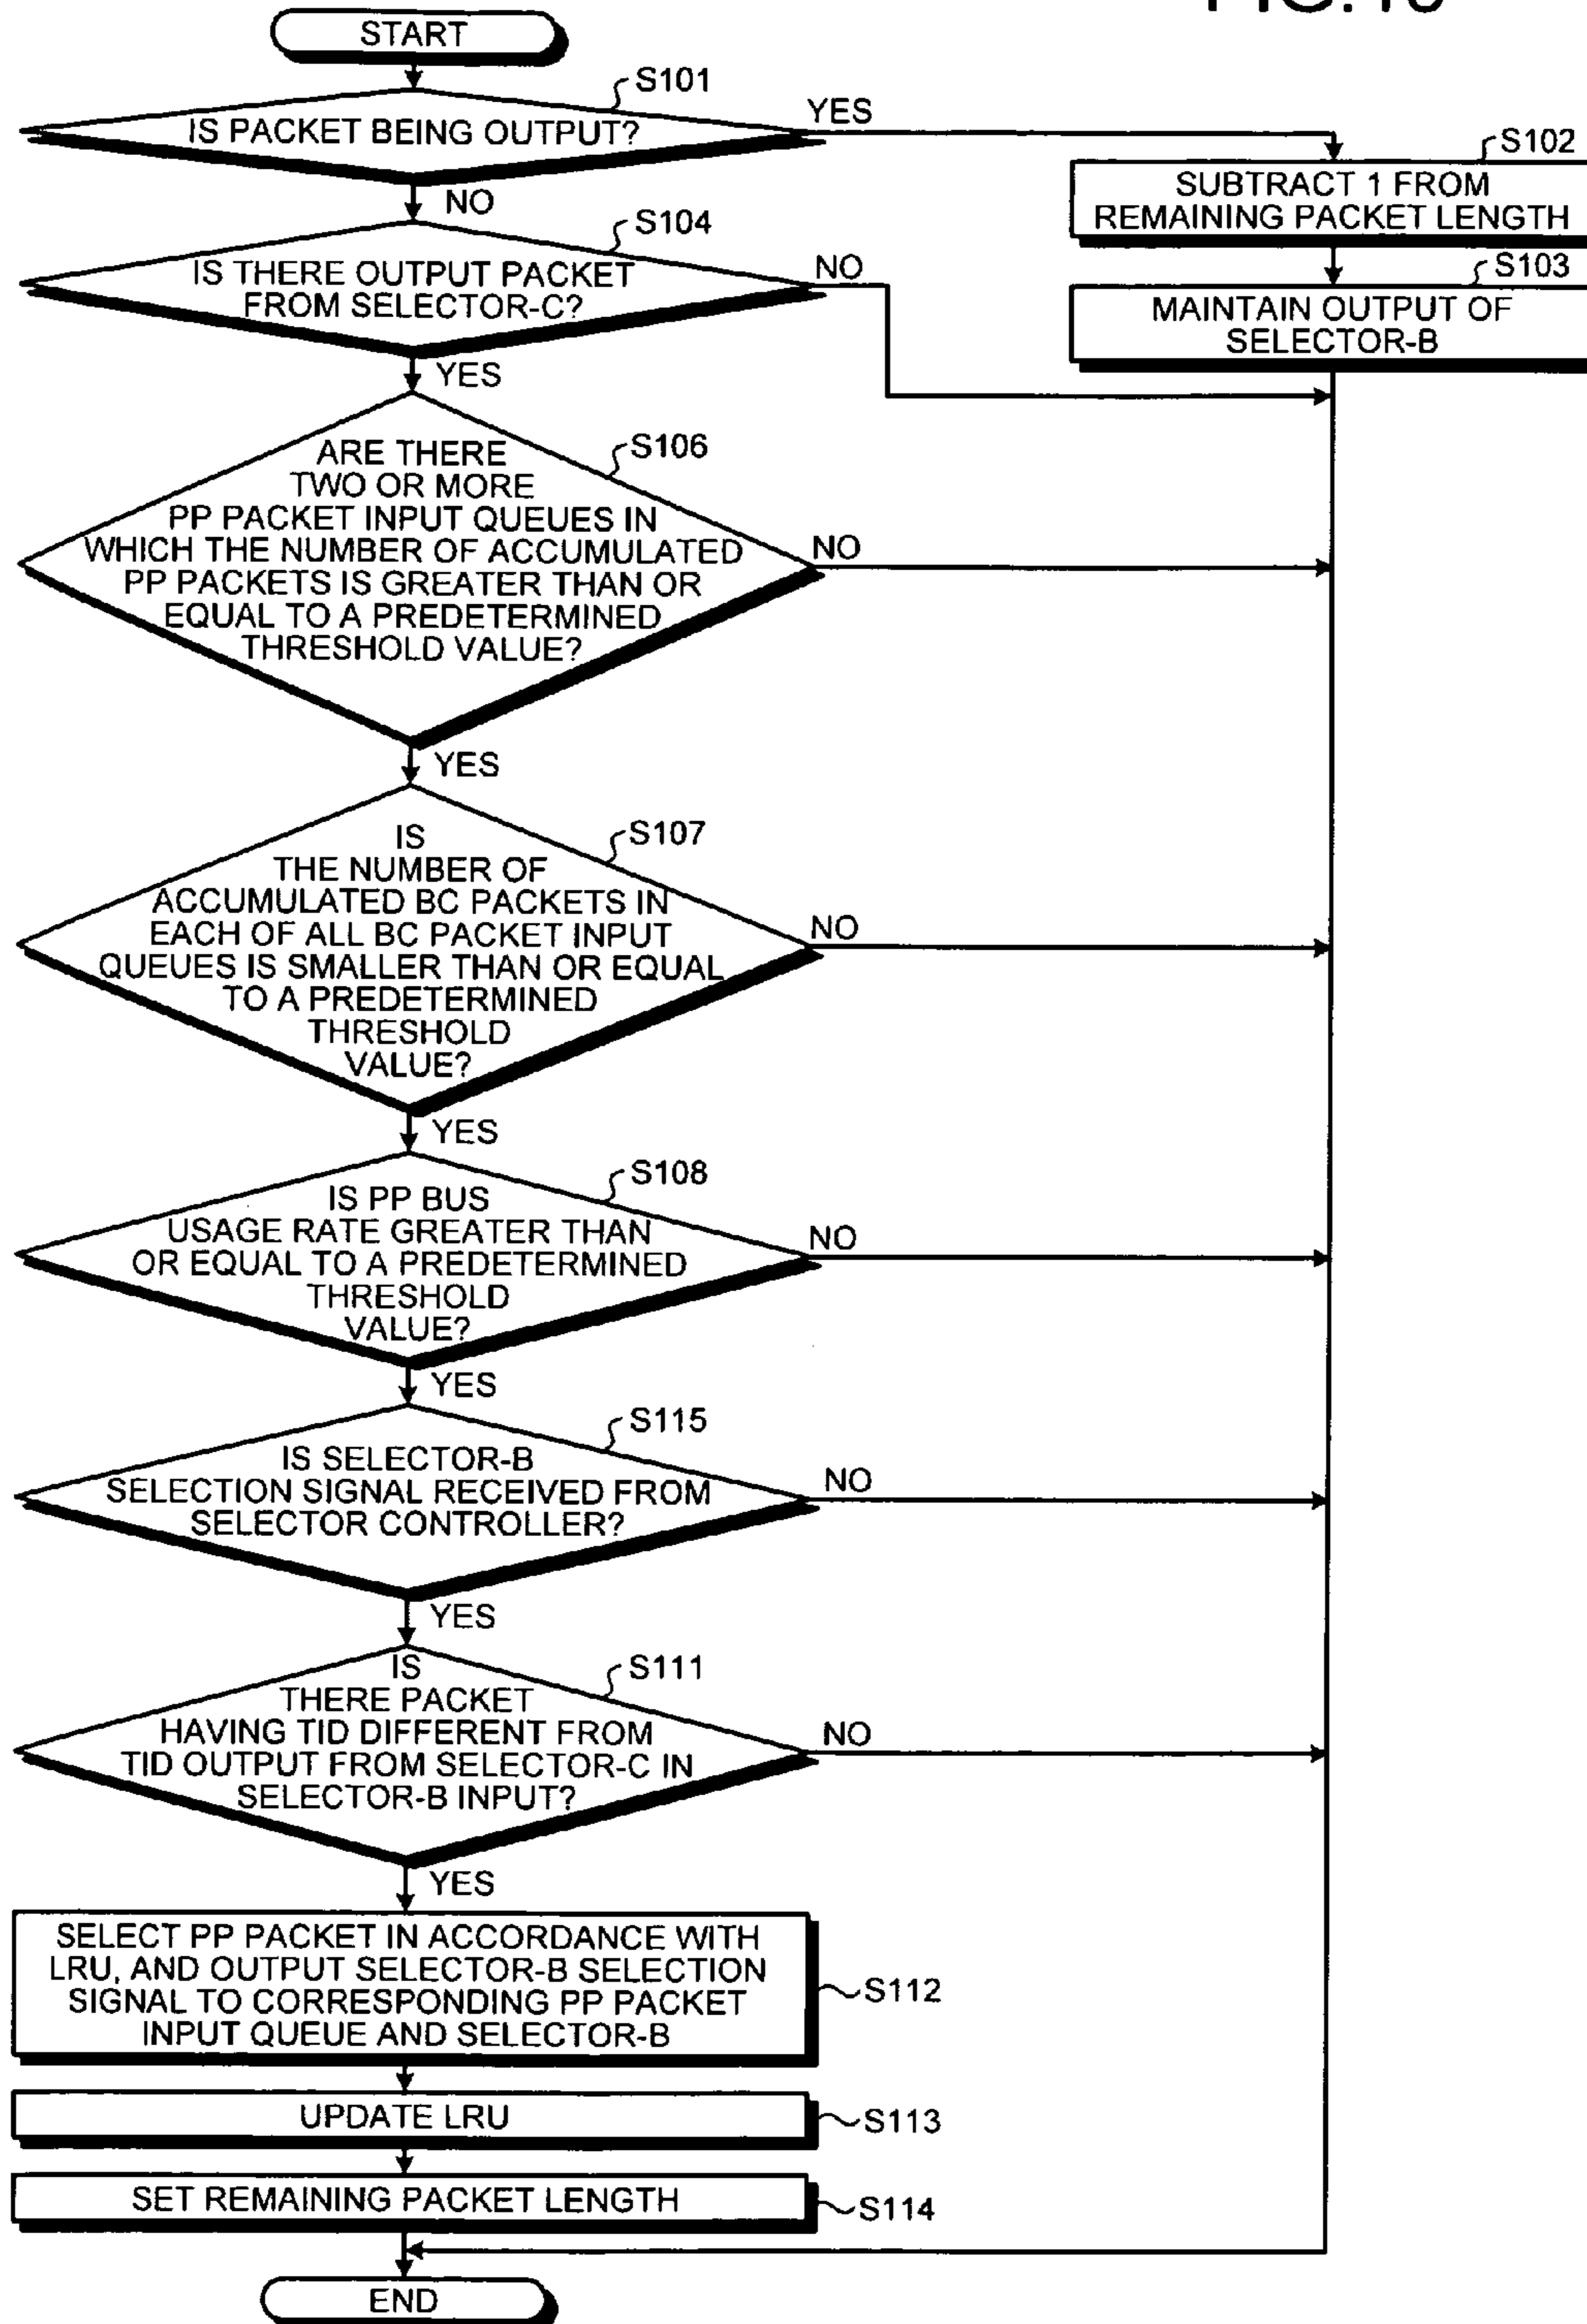 START
S101
IS PACKET BEING OUTPUT?
YES
NO
S102
SUBTRACT 1 FROM
REMAINING PACKET LENGTH
S103
MAINTAIN OUTPUT OF
SELECTOR-B
S104
IS THERE OUTPUT PACKET
FROM SELECTOR-C?
NO
YES
S106
ARE THERE
TWO OR MORE
PP PACKET INPUT QUEUES IN
WHICH THE NUMBER OF ACCUMULATED
PP PACKETS IS GREATER THAN OR
EQUAL TO A PREDETERMINED
THRESHOLD VALUE?
NO
YES
S107
IS
THE NUMBER OF
ACCUMULATED BC PACKETS IN
EACH OF ALL BC PACKET INPUT
QUEUES IS SMALLER THAN OR EQUAL
TO A PREDETERMINED
THRESHOLD
VALUE?
NO
YES
S108
IS PP BUS
USAGE RATE GREATER THAN
OR EQUAL TO A PREDETERMINED
THRESHOLD
VALUE?
NO
YES
S115
IS SELECTOR-B
SELECTION SIGNAL RECEIVED FROM
SELECTOR CONTROLLER?
NO
YES
S111
IS
THERE PACKET
HAVING TID DIFFERENT FROM
TID OUTPUT FROM SELECTOR-C IN
SELECTOR-B INPUT?
NO
YES
SELECT PP PACKET IN ACCORDANCE WITH
LRU, AND OUTPUT SELECTOR-B SELECTION
SIGNAL TO CORRESPONDING PP PACKET
INPUT QUEUE AND SELECTOR-B
S112
UPDATE LRU
S113
SET REMAINING PACKET LENGTH
S114
END